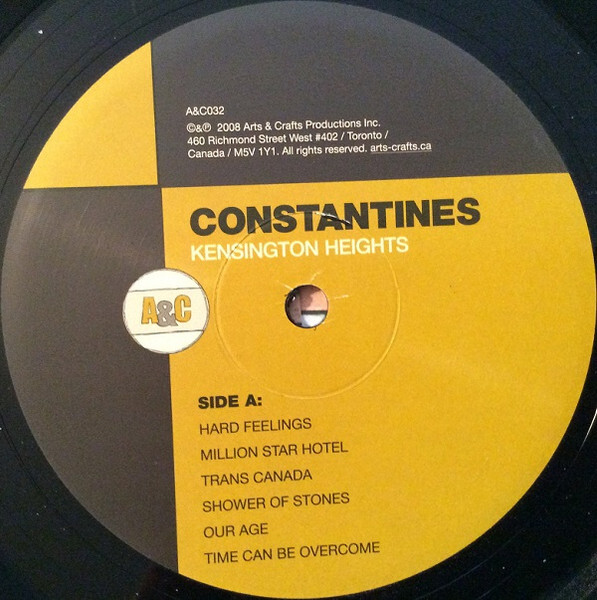 A&C032
©&℗ 2008 Arts & Crafts Productions Inc.
460 Richmond Street West #402 / Toronto /
Canada / M5V 1Y1. All rights reserved. arts-crafts.ca
CONSTANTINES
KENSINGTON HEIGHTS
A&C
SIDE A:
HARD FEELINGS
MILLION STAR HOTEL
TRANS CANADA
SHOWER OF STONES
OUR AGE
TIME CAN BE OVERCOME